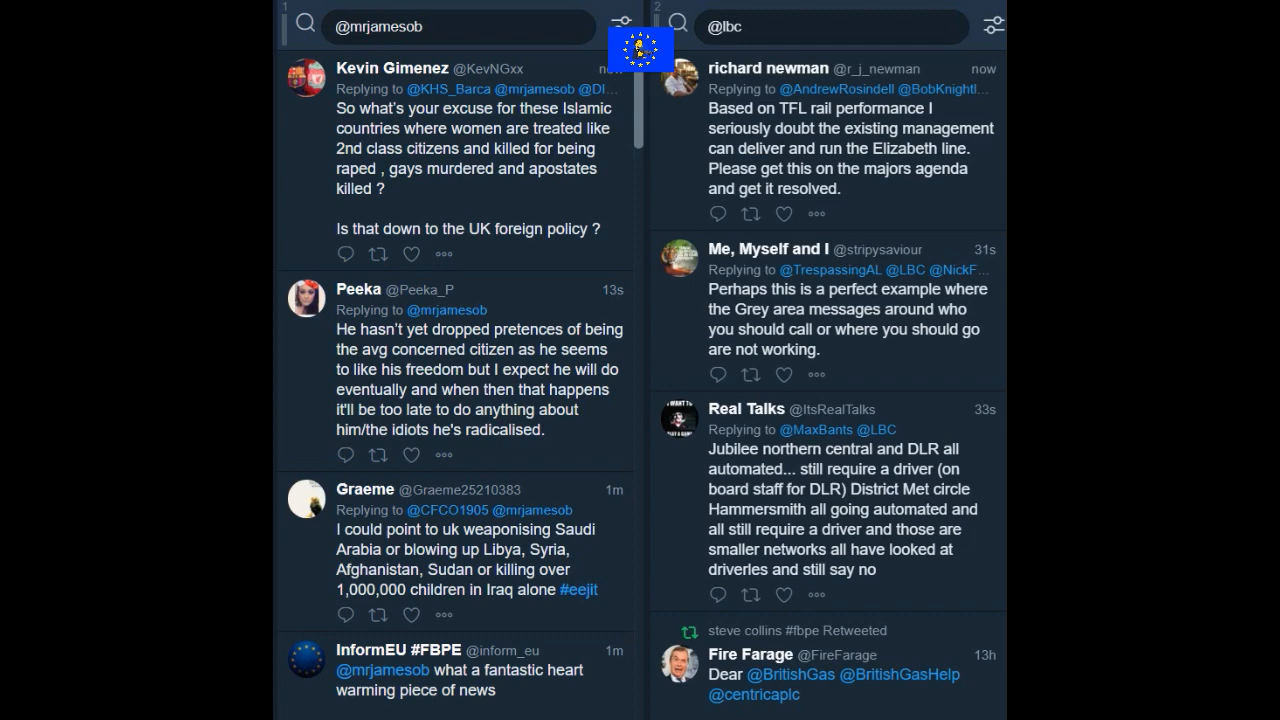 1
@mrjamesob
Kevin Gimenez @KevNGxx
Replying to @KHS_Barca @mrjamesob @DI...
So what's your excuse for these Islamic
countries where women are treated like
2nd class citizens and killed for being
raped , gays murdered and apostates
killed ?
Is that down to the UK foreign policy ?
Peeka @Peeka_P 13s
Replying to @mrjamesob
He hasn't yet dropped pretences of being
the avg concerned citizen as he seems
to like his freedom but I expect he will do
eventually and when then that happens
it'll be too late to do anything about
him/the idiots he's radicalised.
Graeme @Graeme25210383 1m
Replying to @CFCO1905 @mrjamesob
I could point to uk weaponising Saudi
Arabia or blowing up Libya, Syria,
Afghanistan, Sudan or killing over
1,000,000 children in Iraq alone #eejit
InformEU #FBPE @inform_eu 1m
@mrjamesob what a fantastic heart
warming piece of news
2
@lbc
richard newman @r_j_newman now
Replying to @AndrewRosindell @BobKnightl...
Based on TFL rail performance I
seriously doubt the existing management
can deliver and run the Elizabeth line.
Please get this on the majors agenda
and get it resolved.
Me, Myself and I @stripysaviour 31s
Replying to @TrespassingAL @LBC @NickF...
Perhaps this is a perfect example where
the Grey area messages around who
you should call or where you should go
are not working.
Real Talks @ItsRealTalks 33s
Replying to @MaxBants @LBC
Jubilee northern central and DLR all
automated... still require a driver (on
board staff for DLR) District Met circle
Hammersmith all going automated and
all still require a driver and those are
smaller networks all have looked at
driverles and still say no
steve collins #fbpe Retweeted
Fire Farage @FireFarage 13h
Dear @BritishGas @BritishGasHelp
@centricaplc